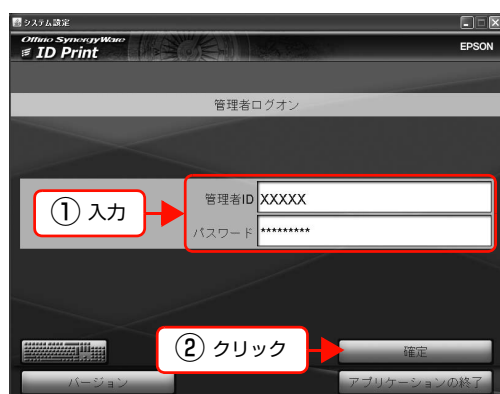 システム設定
Offirio SynergyWare
ID Print
EPSON
管理者ログオン
① 入力
管理者ID XXXXX
パスワード *********
② クリック
確定
バージョン
アプリケーションの終了